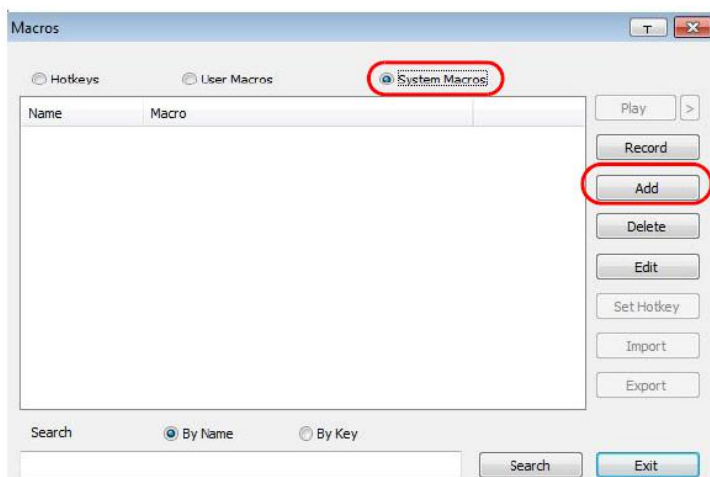 Macros
T
Hotkeys User Macros System Macros
Name Macro
Play >
Record
Add
Delete
Edit
Set Hotkey
Import
Export
Search By Name By Key
Search Exit